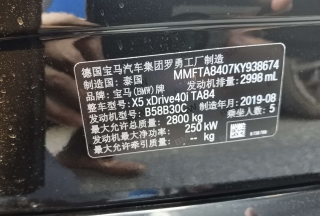 德国宝马汽车集团罗勇工厂制造
制造国：泰国 MMFTA8407KY938674
品牌：宝马(BMW)牌 发动机排量：2998 mL
整车型号：X5 xDrive40i TA84
发动机型号：B58B30C 制造年月：2019-08
最大允许总质量：2800 kg 乘坐人数：5
发动机最大净功率：250 kW
最大允许牵引质量：-- kg